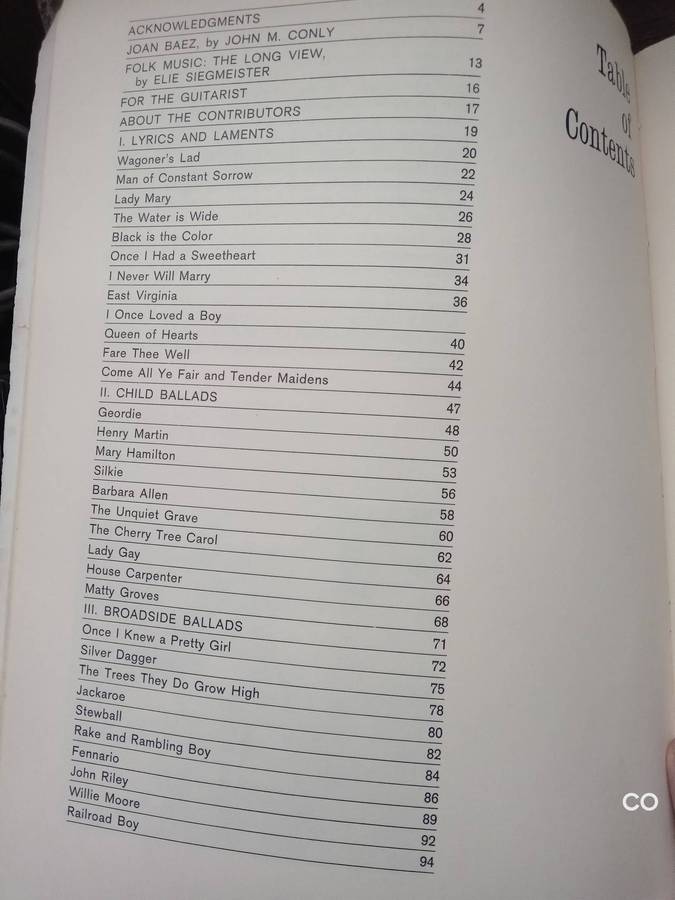 Table
of
Contents
ACKNOWLEDGMENTS 4
JOAN BAEZ, by JOHN M. CONLY 7
FOLK MUSIC: THE LONG VIEW,
by ELIE SIEGMEISTER 13
FOR THE GUITARIST 16
ABOUT THE CONTRIBUTORS 17
I. LYRICS AND LAMENTS 19
Wagoner's Lad 20
Man of Constant Sorrow 22
Lady Mary 24
The Water is Wide 26
Black is the Color 28
Once I Had a Sweetheart 31
I Never Will Marry 34
East Virginia 36
I Once Loved a Boy
Queen of Hearts 40
Fare Thee Well 42
Come All Ye Fair and Tender Maidens 44
II. CHILD BALLADS 47
Geordie 48
Henry Martin 50
Mary Hamilton 53
Silkie 56
Barbara Allen 58
The Unquiet Grave 60
The Cherry Tree Carol 62
Lady Gay 64
House Carpenter 66
Matty Groves 68
III. BROADSIDE BALLADS 71
Once I Knew a Pretty Girl 72
Silver Dagger 75
The Trees They Do Grow High 78
Jackaroe 80
Stewball 82
Rake and Rambling Boy 84
Fennario 86
John Riley 89
Willie Moore 92
Railroad Boy 94
CO